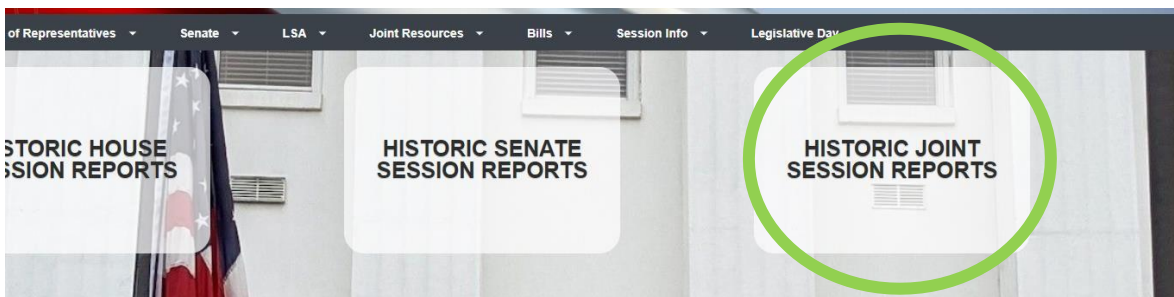 of Representatives Senate LSA Joint Resources Bills Session Info Legislative Day
STORIC HOUSE
SSION REPORTS
HISTORIC SENATE
SESSION REPORTS
HISTORIC JOINT
SESSION REPORTS